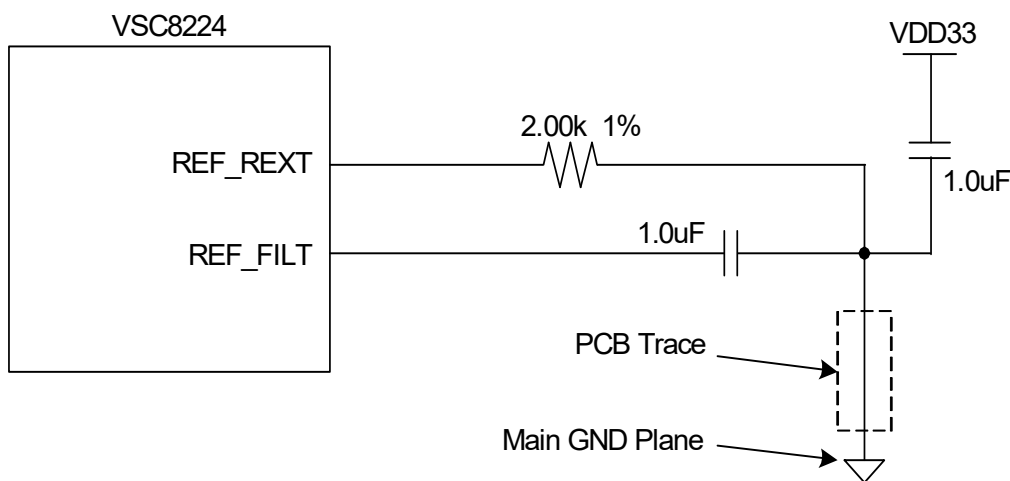 VSC8224
VDD33
2.00k 1%
REF_REXT
1.0uF
1.0uF
REF_FILT
PCB Trace
Main GND Plane